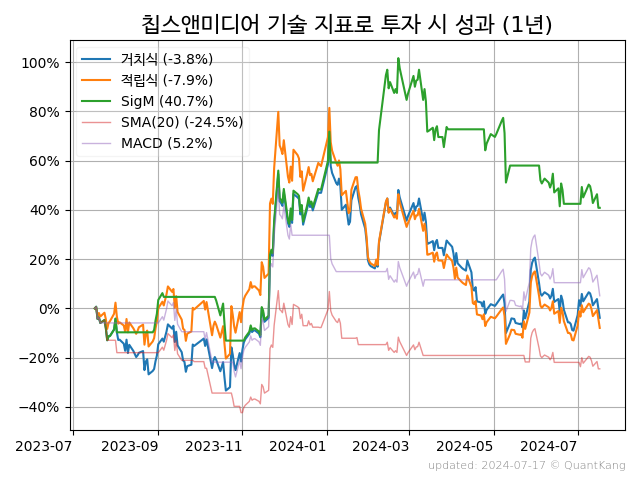 칩스앤미디어 기술 지표로 투자 시 성과 (1년)
100%
80%
60%
40%
20%
0%
−20%
−40%
거치식 (-3.8%)
적립식 (-7.9%)
SigM (40.7%)
SMA(20) (-24.5%)
MACD (5.2%)
2023-07 2023-09 2023-11 2024-01 2024-03 2024-05 2024-07
updated: 2024-07-17 © QuantKang